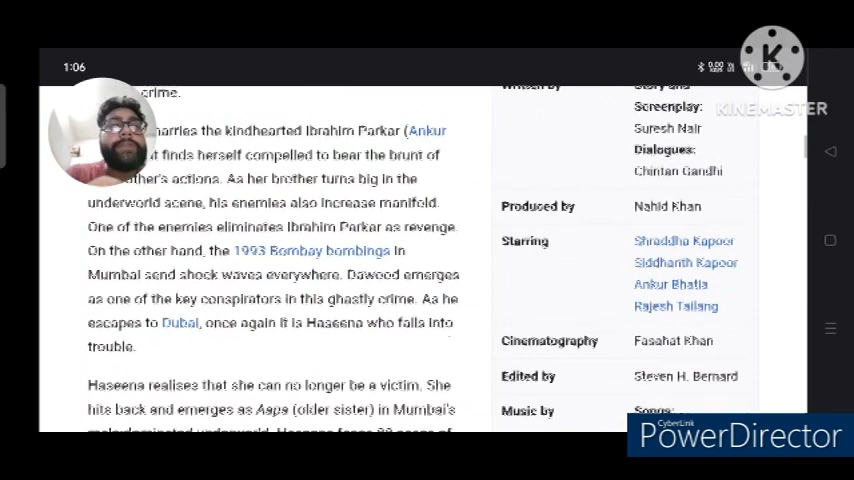 1:06
KINEMASTER
crime.
marries the kindhearted Ibrahim Parkar (Ankur
finds herself compelled to bear the brunt of
other's actions. As her brother turns big in the
underworld scene, his enemies also increase manifold.
One of the enemies eliminates Ibrahim Parkar as revenge.
On the other hand, the 1993 Bombay bombings in
Mumbai send shock waves everywhere. Dawood emerges
as one of the key conspirators in this ghastly crime. As he
escapes to Dubai, once again it is Haseena who falls into
trouble.
Haseena realises that she can no longer be a victim. She
hits back and emerges as Aapa (older sister) in Mumbai's
Written by Story and
Screenplay:
Suresh Nair
Dialogues:
Chintan Gandhi
Produced by Nahid Khan
Starring Shraddha Kapoor
Siddhanth Kapoor
Ankur Bhatia
Rajesh Tailang
Cinematography Fasahat Khan
Edited by Steven H. Bernard
Music by Songs:
CyberLink
PowerDirector